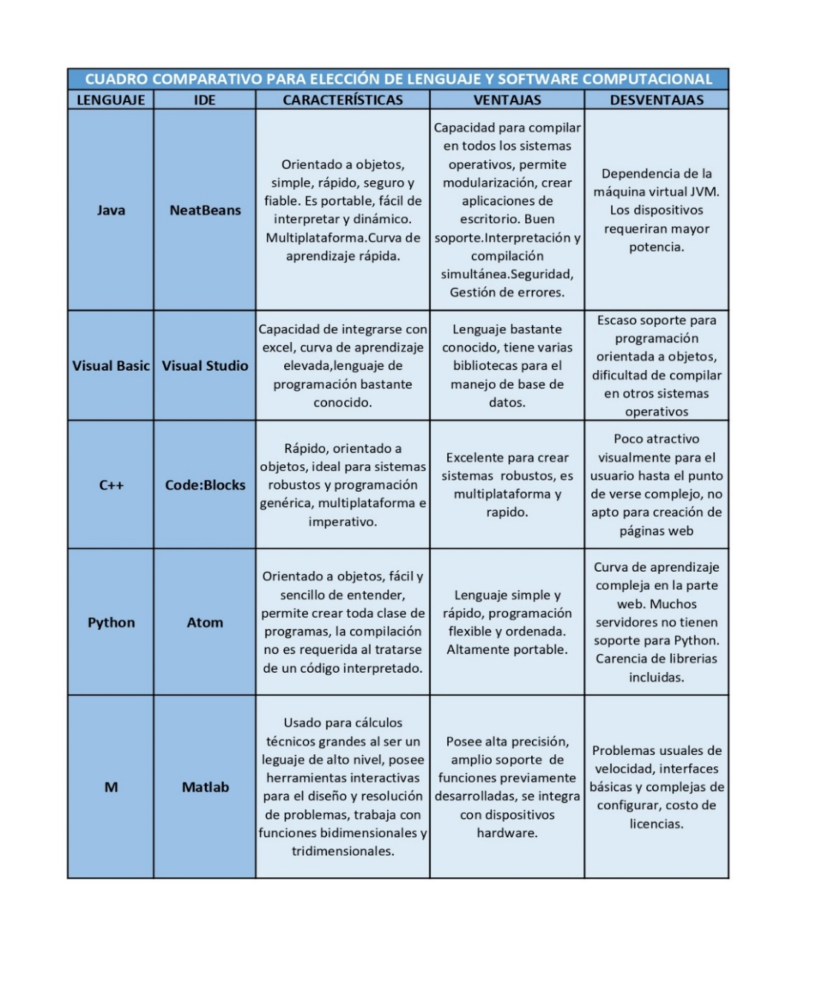 CUADRO COMPARATIVO PARA ELECCIÓN DE LENGUAJE Y SOFTWARE COMPUTACIONAL
LENGUAJE
IDE
CARACTERÍSTICAS
VENTAJAS
DESVENTAJAS
Java
NeatBeans
Orientado a objetos,
simple, rápido, seguro y
fiable. Es portable, fácil de
interpretar y dinámico.
Multiplataforma.Curva de
aprendizaje rápida.
Capacidad para compilar
en todos los sistemas
operativos, permite
modularización, crear
aplicaciones de
escritorio. Buen
soporte.Interpretación y
compilación
simultánea.Seguridad,
Gestión de errores.
Dependencia de la
máquina virtual JVM.
Los dispositivos
requeriran mayor
potencia.
Visual Basic
Visual Studio
Capacidad de integrarse con
excel, curva de aprendizaje
elevada,lenguaje de
programación bastante
conocido.
Lenguaje bastante
conocido, tiene varias
bibliotecas para el
manejo de base de
datos.
Escaso soporte para
programación
orientada a objetos,
dificultad de compilar
en otros sistemas
operativos
C++
Code:Blocks
Rápido, orientado a
objetos, ideal para sistemas
robustos y programación
genérica, multiplataforma e
imperativo.
Excelente para crear
sistemas  robustos, es
multiplataforma y
rapido.
Poco atractivo
visualmente para el
usuario hasta el punto
de verse complejo, no
apto para creación de
páginas web
Python
Atom
Orientado a objetos, fácil y
sencillo de entender,
permite crear toda clase de
programas, la compilación
no es requerida al tratarse
de un código interpretado.
Lenguaje simple y
rápido, programación
flexible y ordenada.
Altamente portable.
Curva de aprendizaje
compleja en la parte
web. Muchos
servidores no tienen
soporte para Python.
Carencia de librerias
incluidas.
M
Matlab
Usado para cálculos
técnicos grandes al ser un
leguaje de alto nivel, posee
herramientas interactivas
para el diseño y resolución
de problemas, trabaja con
funciones bidimensionales y
tridimensionales.
Posee alta precisión,
amplio soporte  de
funciones previamente
desarrolladas, se integra
con dispositivos
hardware.
Problemas usuales de
velocidad, interfaces
básicas y complejas de
configurar, costo de
licencias.